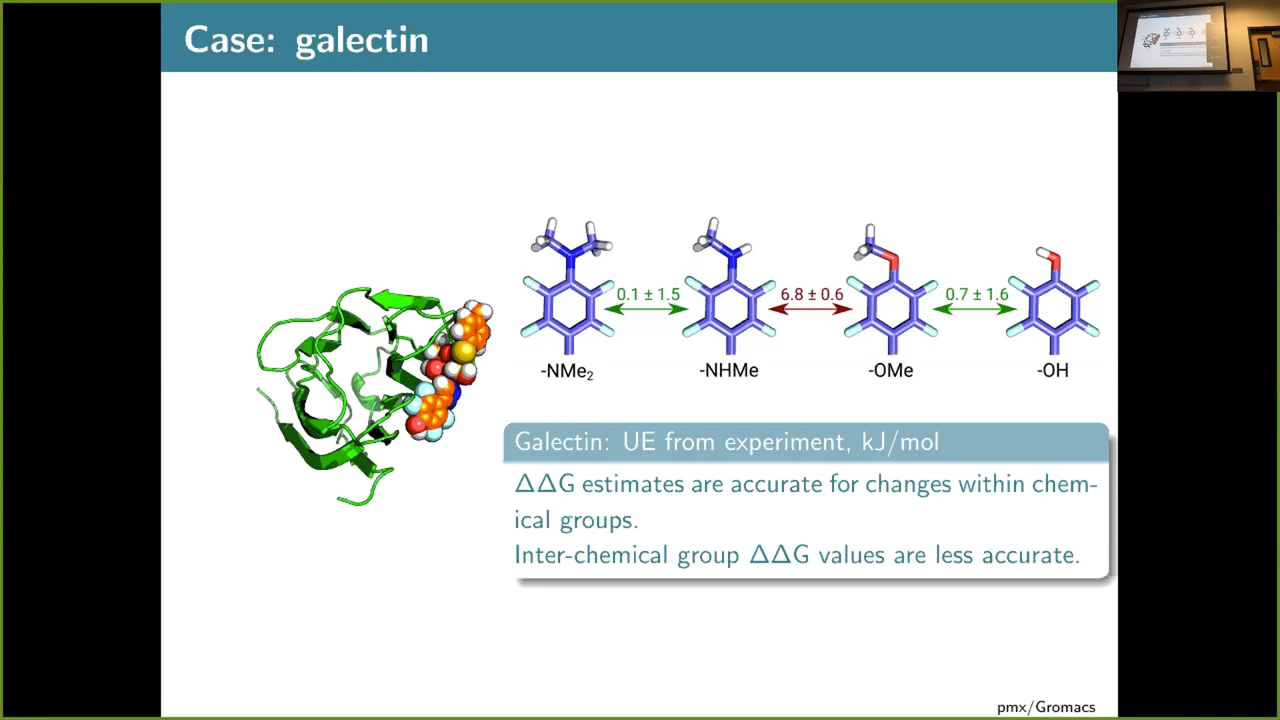 Case: galectin
0.1 ± 1.5
6.8 ± 0.6
0.7 ± 1.6
-NMe₂
-NHMe
-OMe
-OH
Galectin: UE from experiment, kJ/mol
ΔΔG estimates are accurate for changes within chem-
ical groups.
Inter-chemical group ΔΔG values are less accurate.
pmx/Gromacs